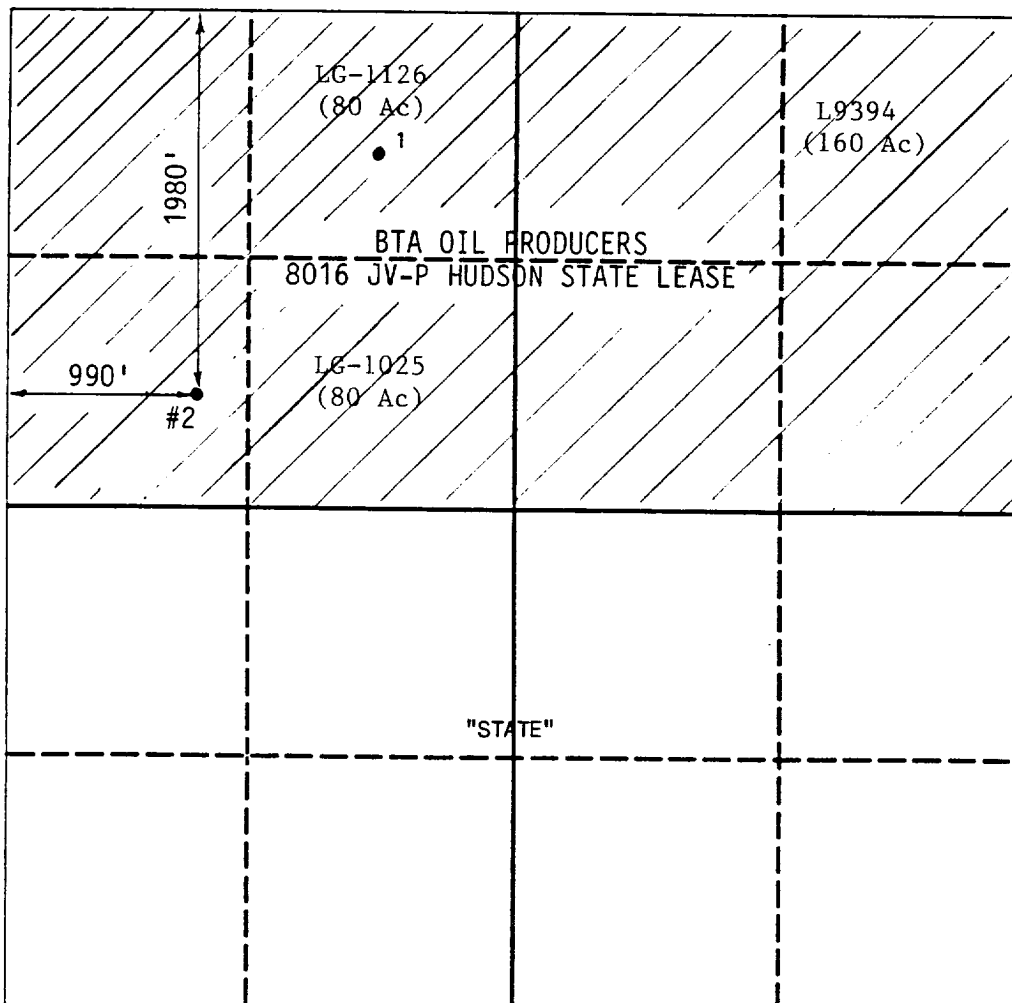 LG-1126
(80 Ac)
1
L9394
(160 Ac)
1980'
BTA OIL PRODUCERS
8016 JV-P HUDSON STATE LEASE
LG-1025
(80 Ac)
990'
#2
"STATE"